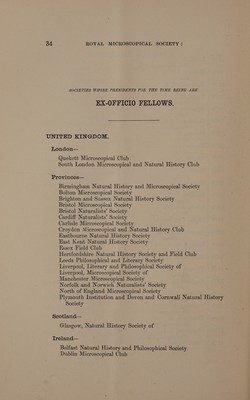 34 ROYAL MICROSCOPICAL SOCIETY:
SOCIETIES WHOSE PRESIDENTS FOR THE TIME BEING ARE
EX-OFFICIO FELLOWS.
UNITED KINGDOM.
London—
Quekett Microscopical Club
South London Microscopical and Natural History Club
Provinces—
Birmingham Natural History and Microscopical Society
Bolton Microscopical Society
Brighton and Sussex Natural History Society
Bristol Microscopical Society
Bristol Naturalists' Society
Cardiff Naturalists' Society
Carlisle Microscopical Society
Croydon Microscopical and Natural History Club
Eastbourne Natural History Society
East Kent Natural History Society
Essex Field Club
Hertfordshire Natural History Society and Field Club
Leeds Philosophical and Literary Society
Liverpool, Literary and Philosophical Society of
Liverpool, Microscopical Society of
Manchester Microscopical Society
Norfolk and Norwich Naturalists' Society
North of England Microscopical Society
Plymouth Institution and Devon and Cornwall Natural History
Society
Scotland—
Glasgow, Natural History Society of
Ireland—
Belfast Natural History and Philosophical Society
Dublin Microscopical Club